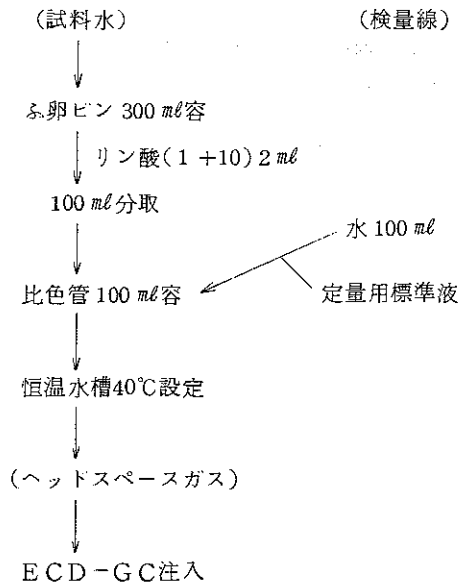 (試料水)
(検量線)
ふ卵ビン 300 ml容
リン酸(1+10)2 ml
100 ml分取
水 100 ml
比色管 100 ml容
定量用標準液
恒温水槽40℃設定
(ヘッドスペースガス)
ECD-GC注入